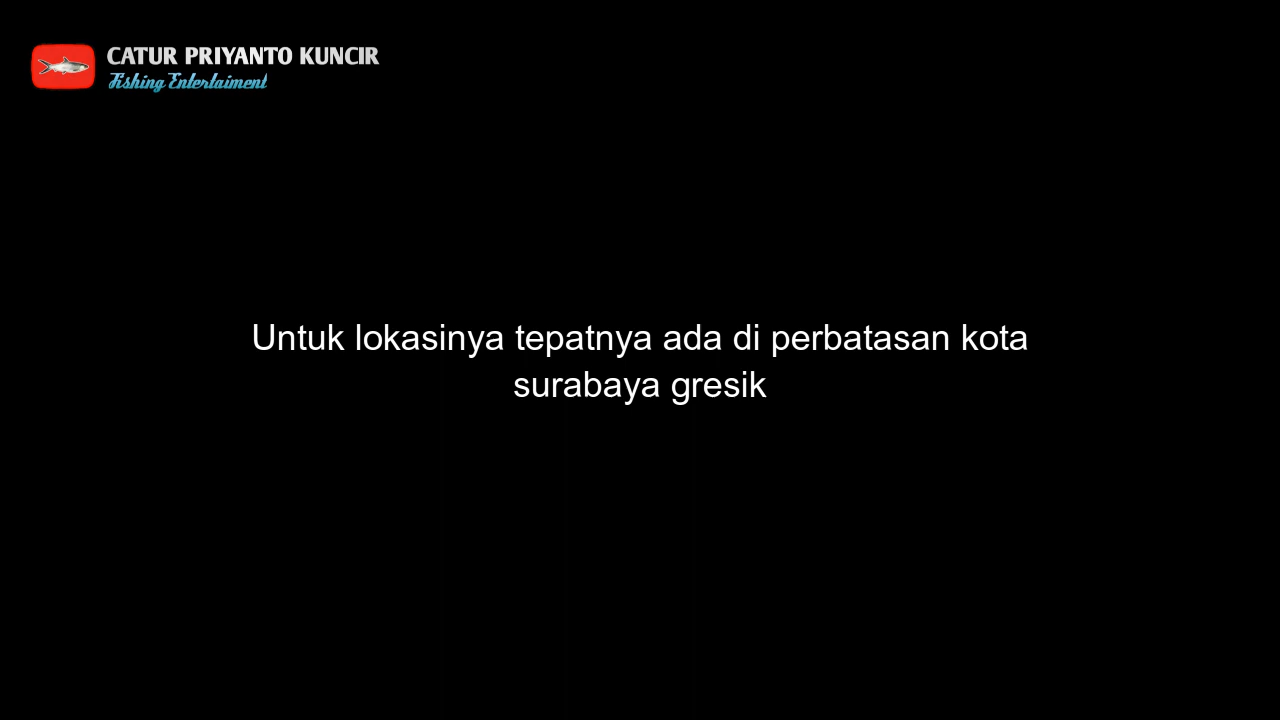 CATUR PRIYANTO KUNCIR
Fishing Entertaiment
Untuk lokasinya tepatnya ada di perbatasan kota
surabaya gresik